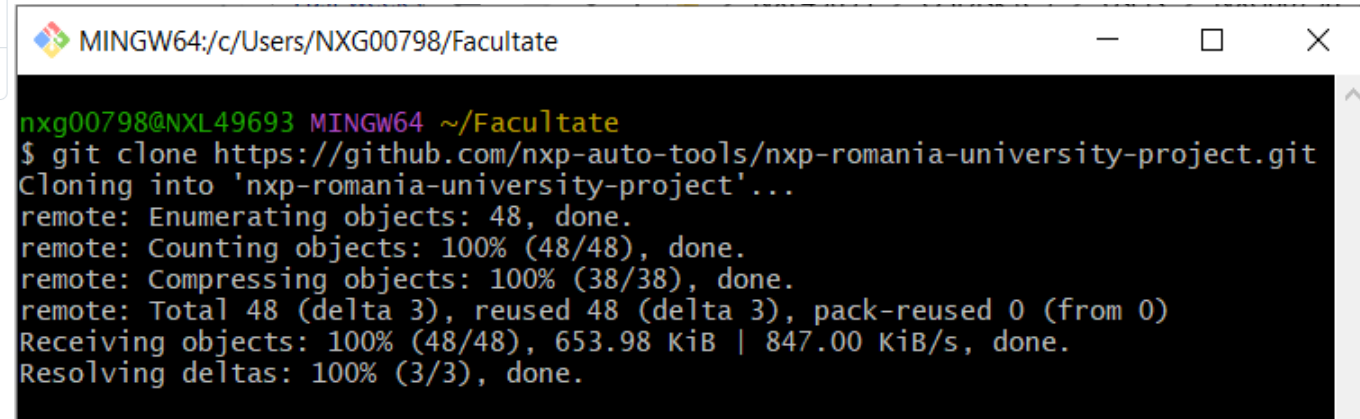 MINGW64:/c/Users/NXG00798/Facultate
nxg00798@NXL49693 MINGW64 ~/Facultate
$ git clone https://github.com/nxp-auto-tools/nxp-romania-university-project.git
Cloning into 'nxp-romania-university-project'...
remote: Enumerating objects: 48, done.
remote: Counting objects: 100% (48/48), done.
remote: Compressing objects: 100% (38/38), done.
remote: Total 48 (delta 3), reused 48 (delta 3), pack-reused 0 (from 0)
Receiving objects: 100% (48/48), 653.98 KiB | 847.00 KiB/s, done.
Resolving deltas: 100% (3/3), done.